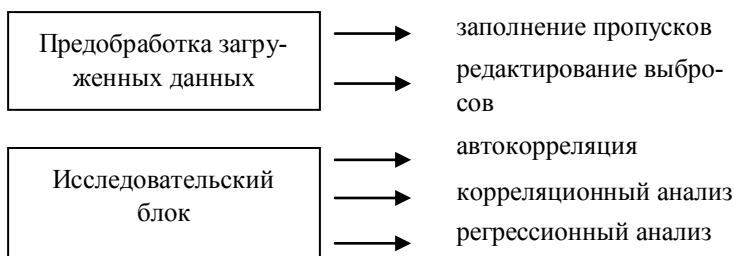 Предобработка загру-
женных данных
заполнение пропусков
редактирование выбро-
сов
Исследовательский
блок
автокорреляция
корреляционный анализ
регрессионный анализ